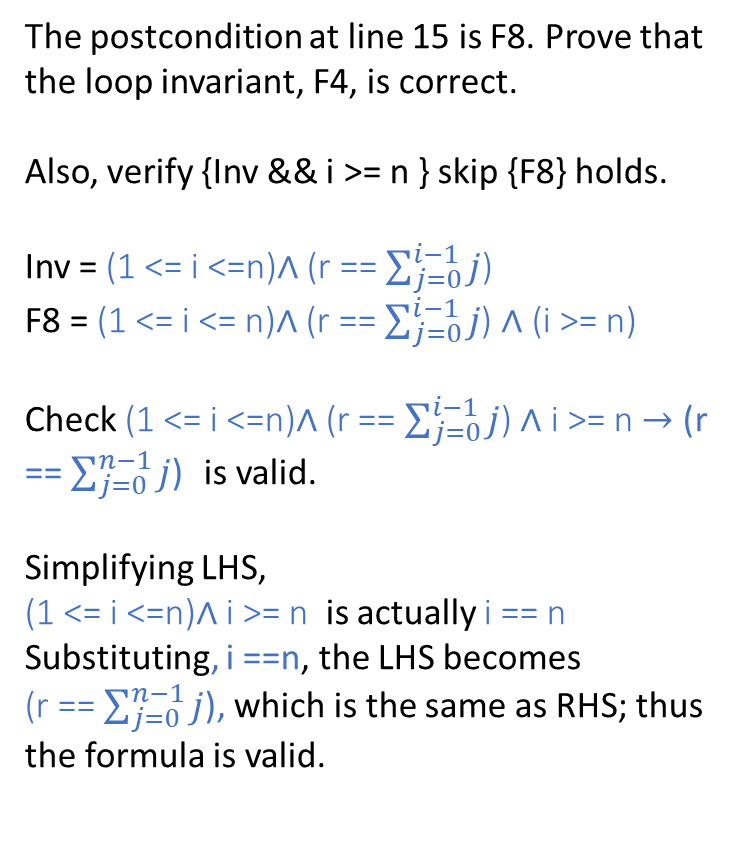 The postcondition at line 15 is F8. Prove that
the loop invariant, F4, is correct.
Also, verify {Inv && i >= n } skip {F8} holds.
Inv = (1 <= i <=n)∧ (r == ∑_{j=0}^{i−1} j)
F8 = (1 <= i <= n)∧ (r == ∑_{j=0}^{i−1} j) ∧ (i >= n)
Check (1 <= i <=n)∧ (r == ∑_{j=0}^{i−1} j) ∧ i >= n → (r
== ∑_{j=0}^{n−1} j) is valid.
Simplifying LHS,
(1 <= i <=n)∧ i >= n is actually i == n
Substituting, i ==n, the LHS becomes
(r == ∑_{j=0}^{n−1} j), which is the same as RHS; thus
the formula is valid.